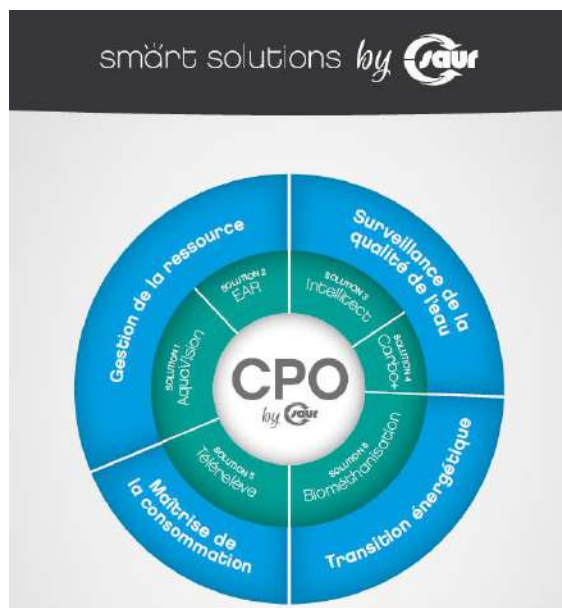 smärt solutions by saur
Gestion de la ressource
Surveillance de la
qualité de l'eau
SOLUTION 2
EAR
SOLUTION 3
Intellitect
SOLUTION 1
AquaVision
SOLUTION 4
Canbo+
CPO
by saur
SOLUTION 5
Télérelève
SOLUTION 6
Biométhanisation
Maîtrise de
la consommation
Transition énergétique